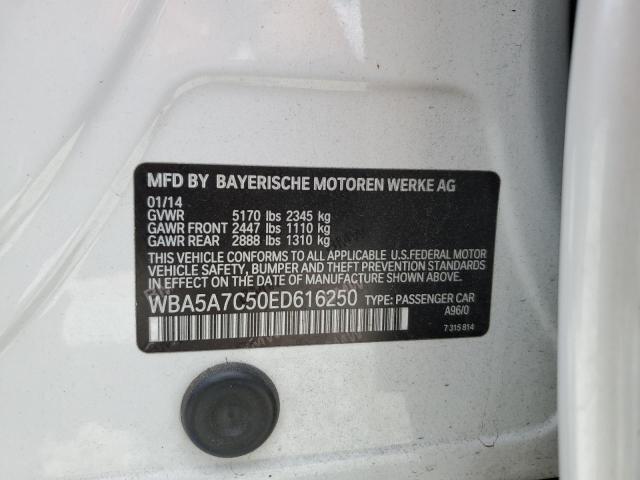 MFD BY BAYERISCHE MOTOREN WERKE AG
01/14
GVWR 5170 lbs 2345 kg
GAWR FRONT 2447 lbs 1110 kg
GAWR REAR 2888 lbs 1310 kg
THIS VEHICLE CONFORMS TO ALL APPLICABLE U.S.FEDERAL MOTOR
VEHICLE SAFETY, BUMPER AND THEFT PREVENTION STANDARDS
IN EFFECT ON THE DATE OF MANUFACTURE SHOWN ABOVE.
WBA5A7C50ED616250 TYPE: PASSENGER CAR
A96/0
7 315 814